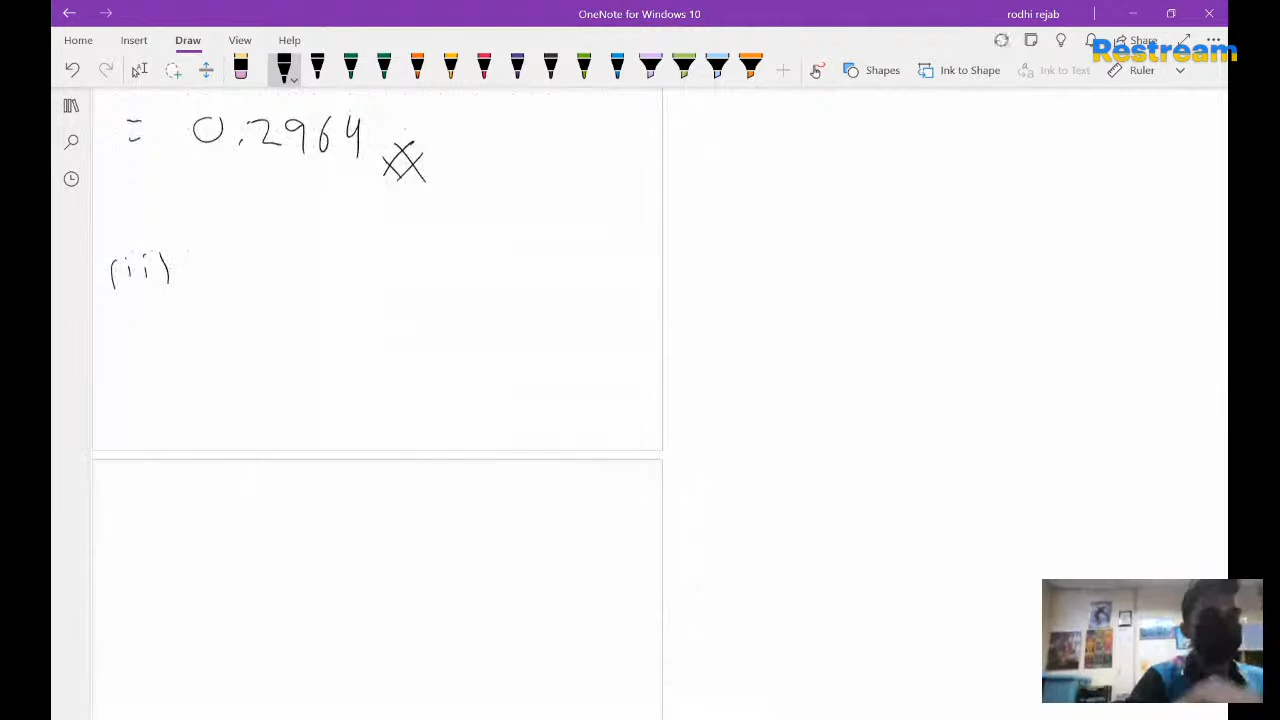 OneNote for Windows 10
rodhi rejab
Home Insert Draw View Help
Share
Restream
Shapes Ink to Shape Ink to Text Ruler
= 0.2964
(iii)